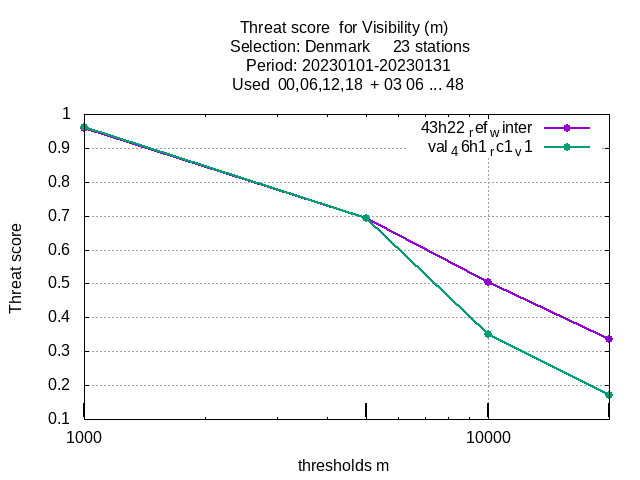 Threat score  for Visibility (m)
Selection: Denmark     23 stations
Period: 20230101-20230131
Used  00,06,12,18  + 03 06 ... 48
43h22 ref winter
val 4 6h1 r c1 v 1
Threat score
1
0.9
0.8
0.7
0.6
0.5
0.4
0.3
0.2
0.1
1000
10000
thresholds m